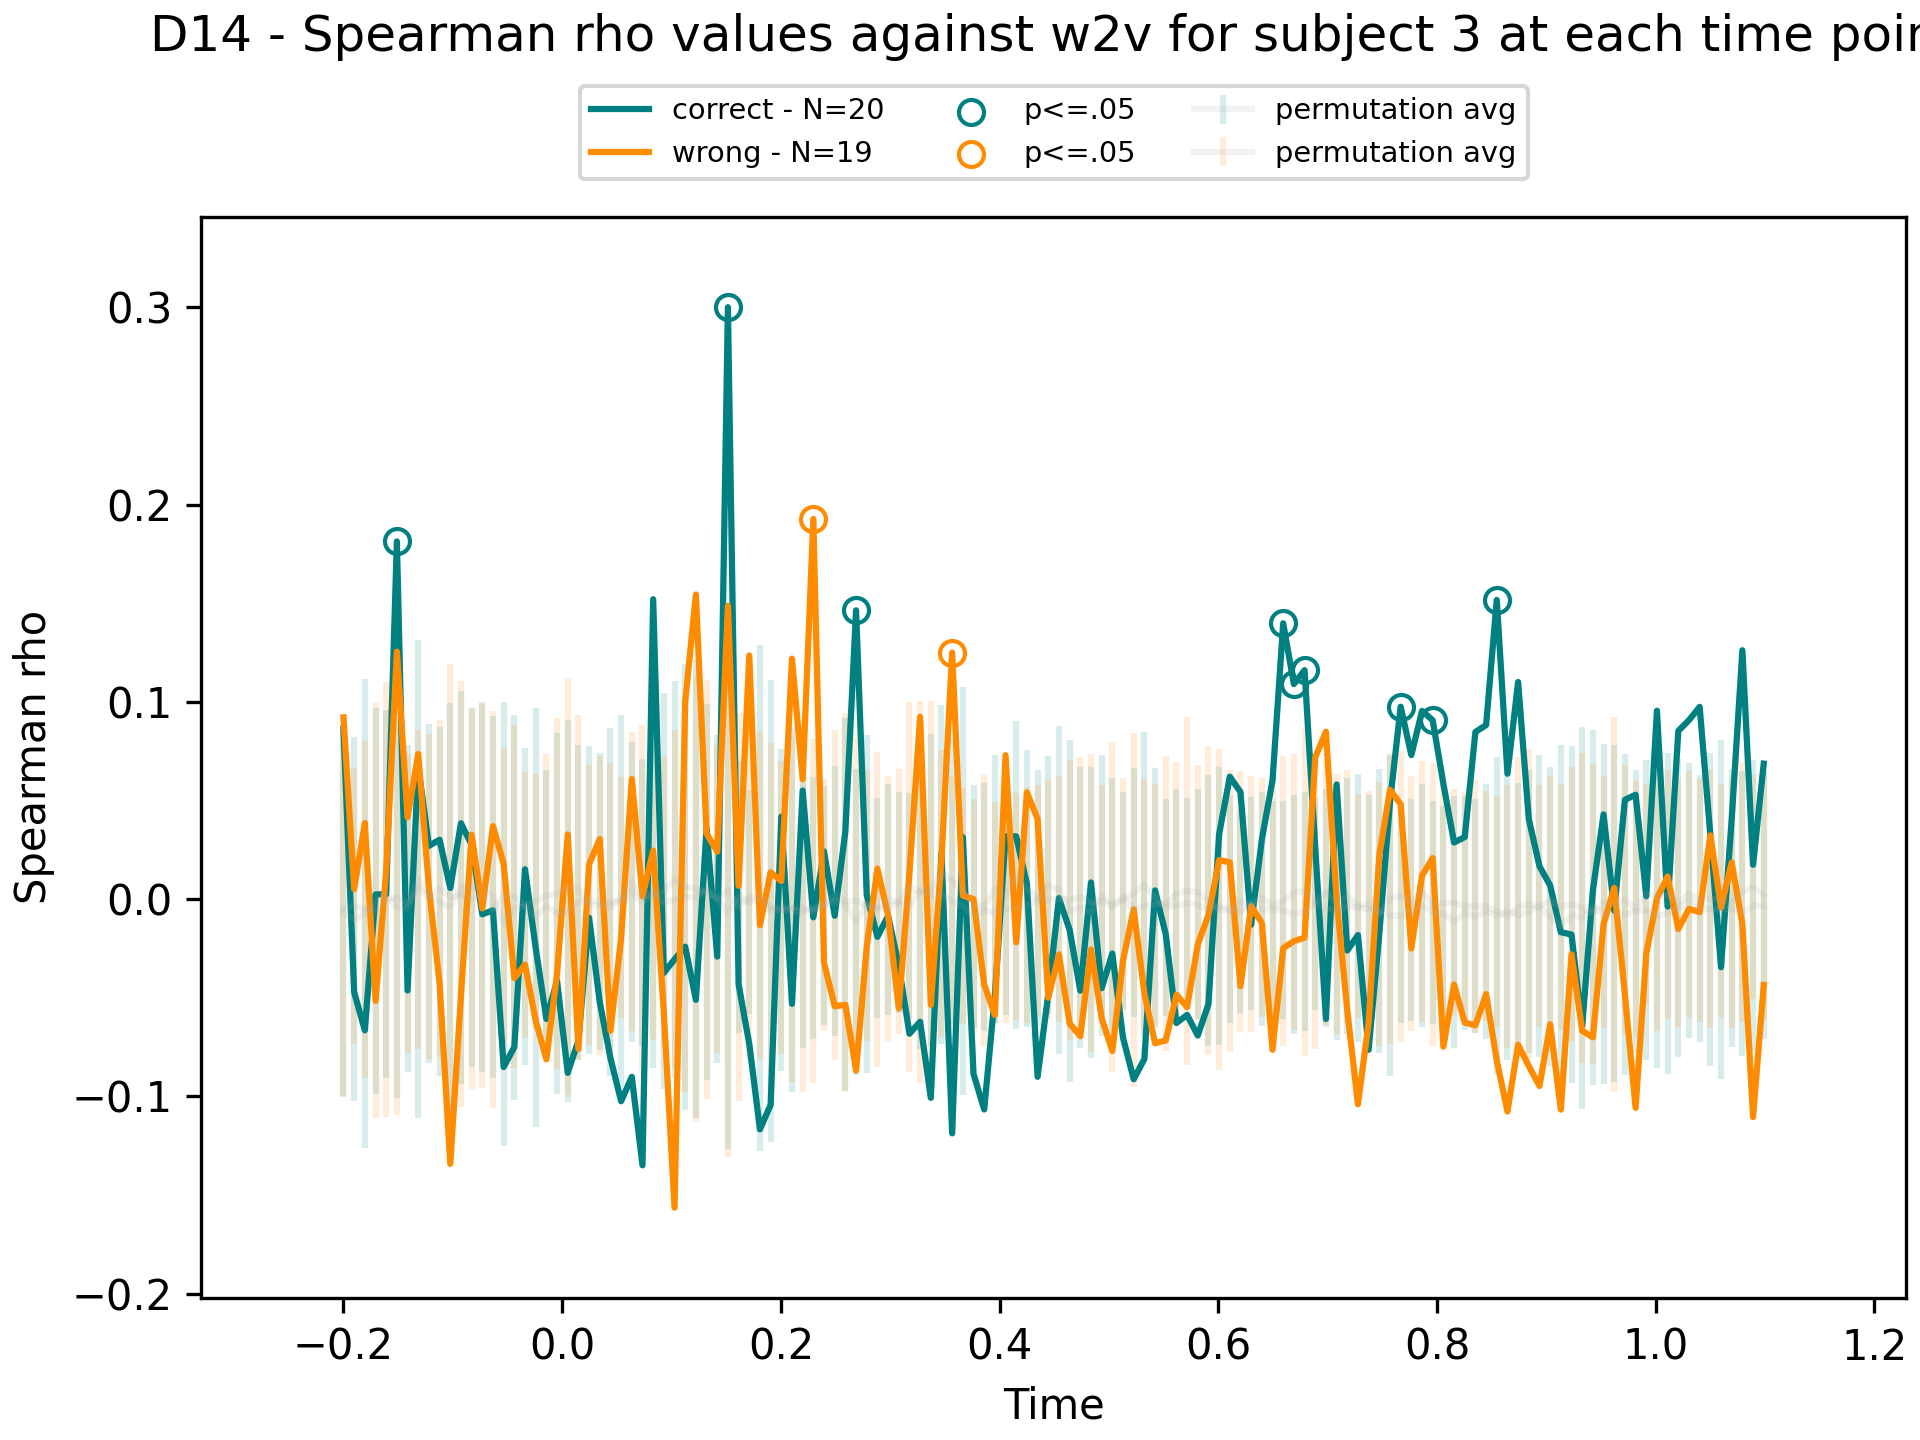 D14 - Spearman rho values against w2v for subject 3 at each time
correct - N=20
wrong - N=19
p<=.05
p<=.05
permutation avg
permutation avg
0.3
0.2
0.1
0.0
−0.1
−0.2
Spearman rho
−0.2 0.0 0.2 0.4 0.6 0.8 1.0 1.2
Time